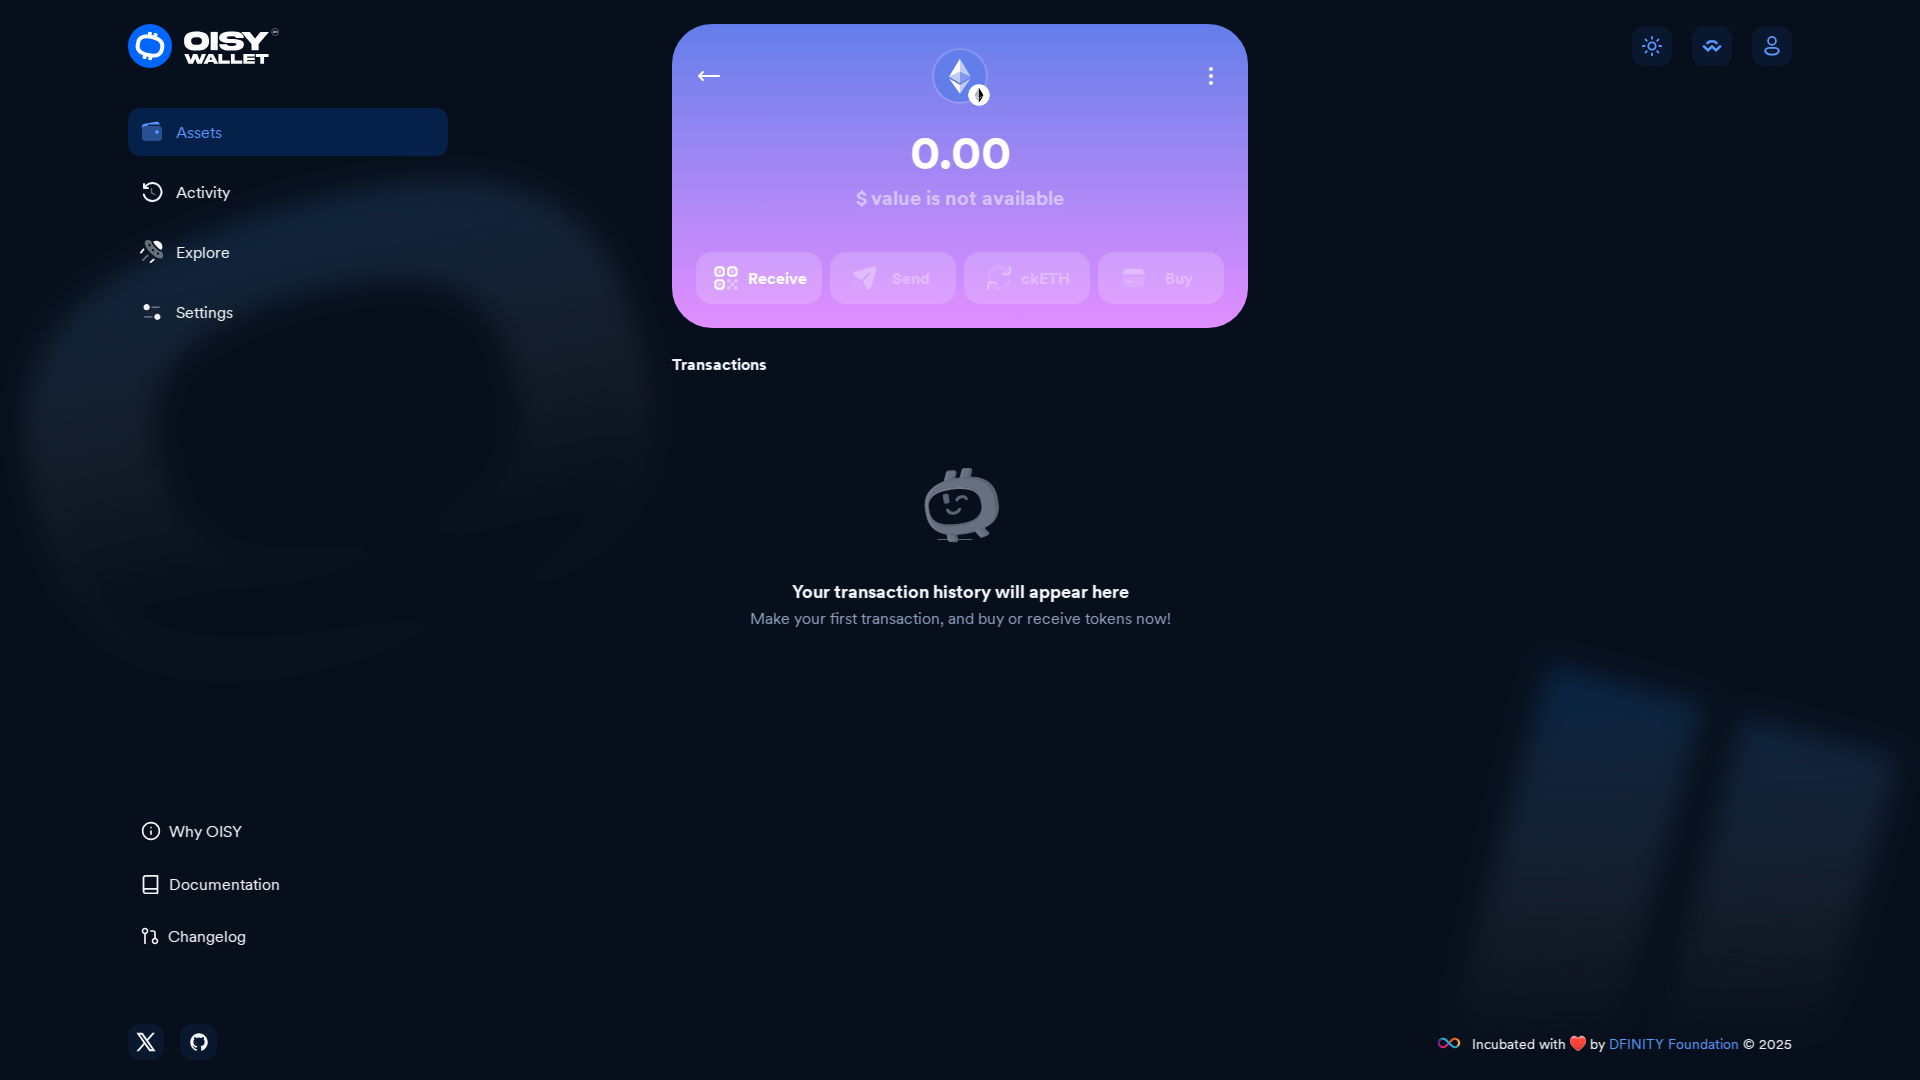 OISY
WALLET
Assets
Activity
Explore
Settings
0.00
$ value is not available
Receive
Send
ckETH
Buy
Transactions
Your transaction history will appear here
Make your first transaction, and buy or receive tokens now!
Why OISY
Documentation
Changelog
Incubated with ❤️ by DFINITY Foundation © 2025